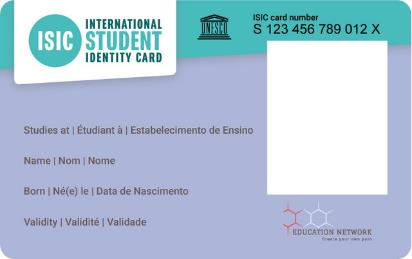 ISIC
INTERNATIONAL
STUDENT
IDENTITY CARD
UNESCO
ISIC card number
S 123 456 789 012 X
Studies at | Étudiant à | Estabelecimento de Ensino
Name | Nom | Nome
Born | Né(e) le | Data de Nascimento
Validity | Validité | Validade
EDUCATION NETWORK
Create your own path